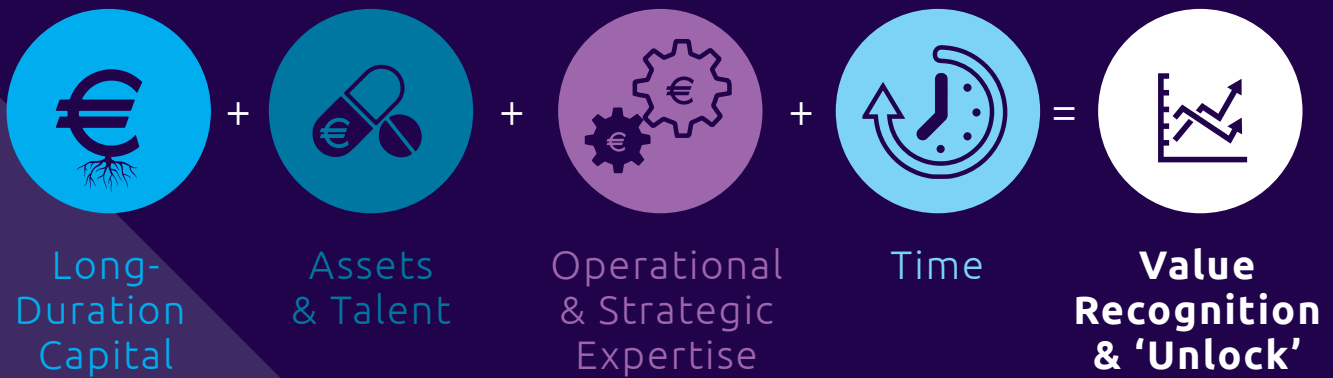 + + + =
Long-
Duration
Capital
Assets
& Talent
Operational
& Strategic
Expertise
Time
Value
Recognition
& ‘Unlock’